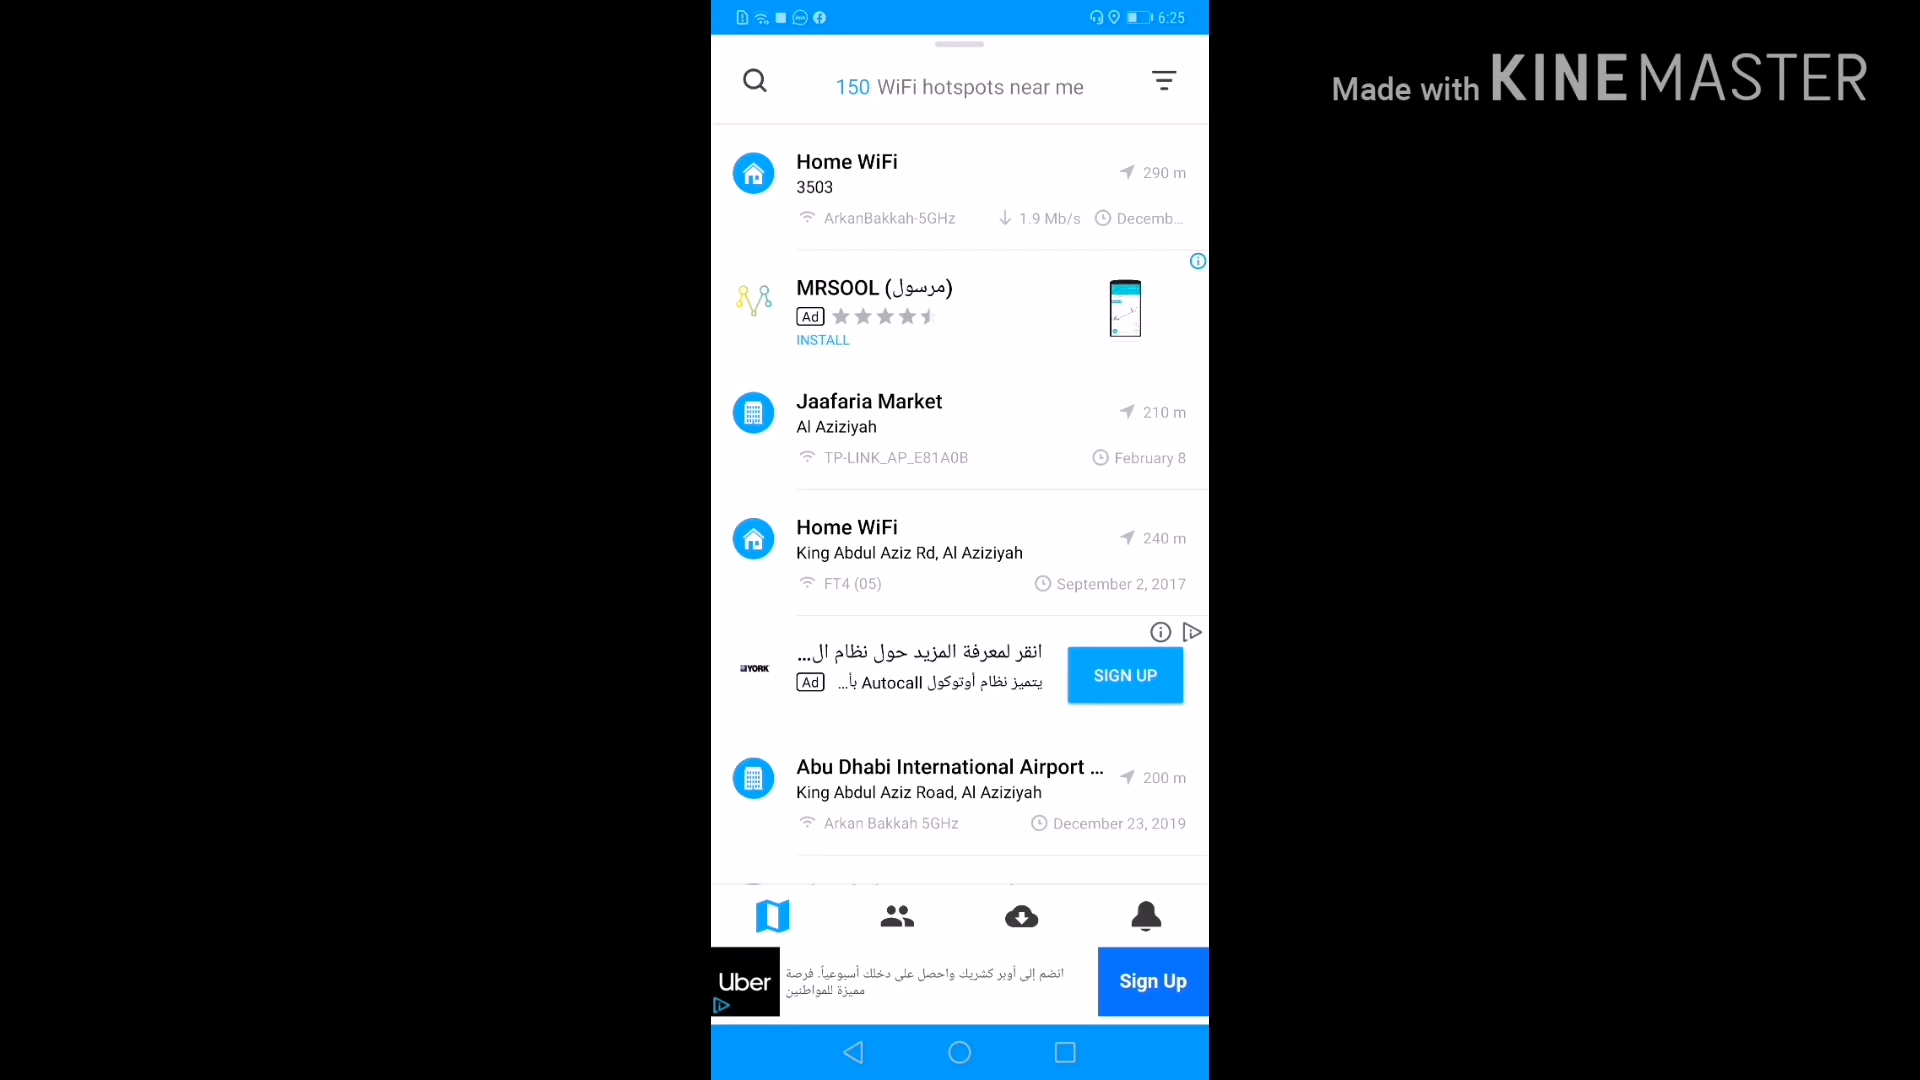 6:25
Made with KINEMASTER
150 WiFi hotspots near me
Home WiFi
290 m
3503
ArkanBakkah-5GHz
1.9 Mb/s
Decemb...
MRSOOL (مرسول)
Ad
INSTALL
Jaafaria Market
210 m
Al Aziziyah
TP-LINK_AP_E81A0B
February 8
Home WiFi
240 m
King Abdul Aziz Rd, Al Aziziyah
FT4 (05)
September 2, 2017
انقر لمعرفة المزيد حول نظام ال...
YORK
SIGN UP
Ad
يتميز نظام أوتوكول Autocall بأ...
Abu Dhabi International Airport ...
200 m
King Abdul Aziz Road, Al Aziziyah
Arkan Bakkah 5GHz
December 23, 2019
Uber
انضم إلى أوبر كشريك واحصل على دخلك أسبوعياً. فرصة
مميزة للمواطنين
Sign Up